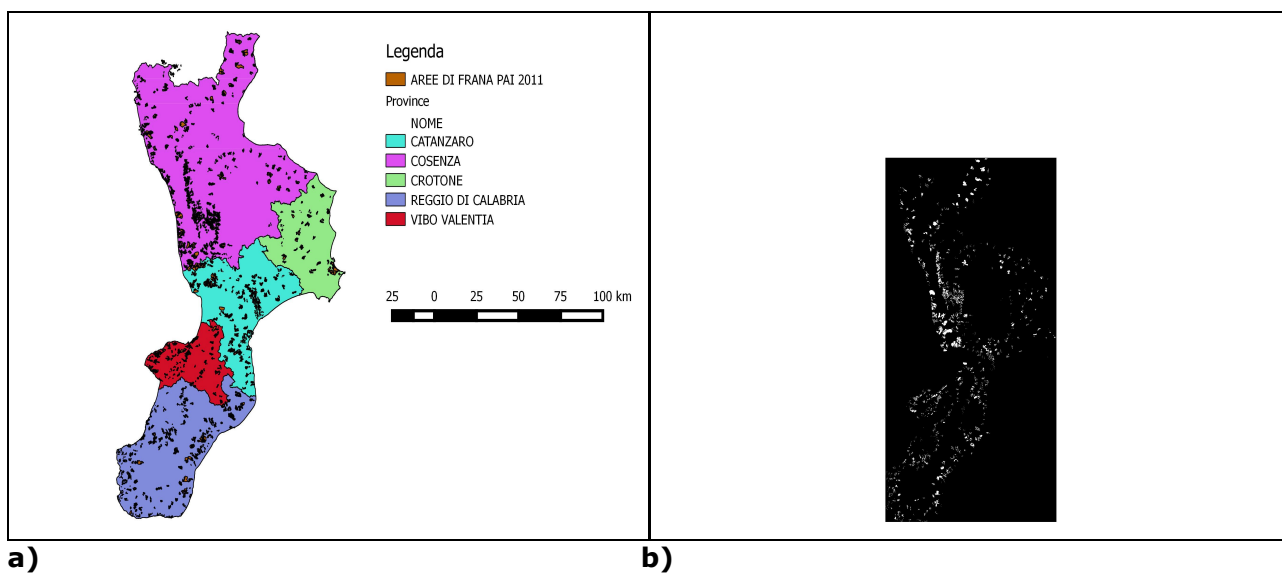 Legenda
AREE DI FRANA PAI 2011
Province
NOME
CATANZARO
COSENZA
CROTONE
REGGIO DI CALABRIA
VIBO VALENTIA
25 0 25 50 75 100 km
a) b)